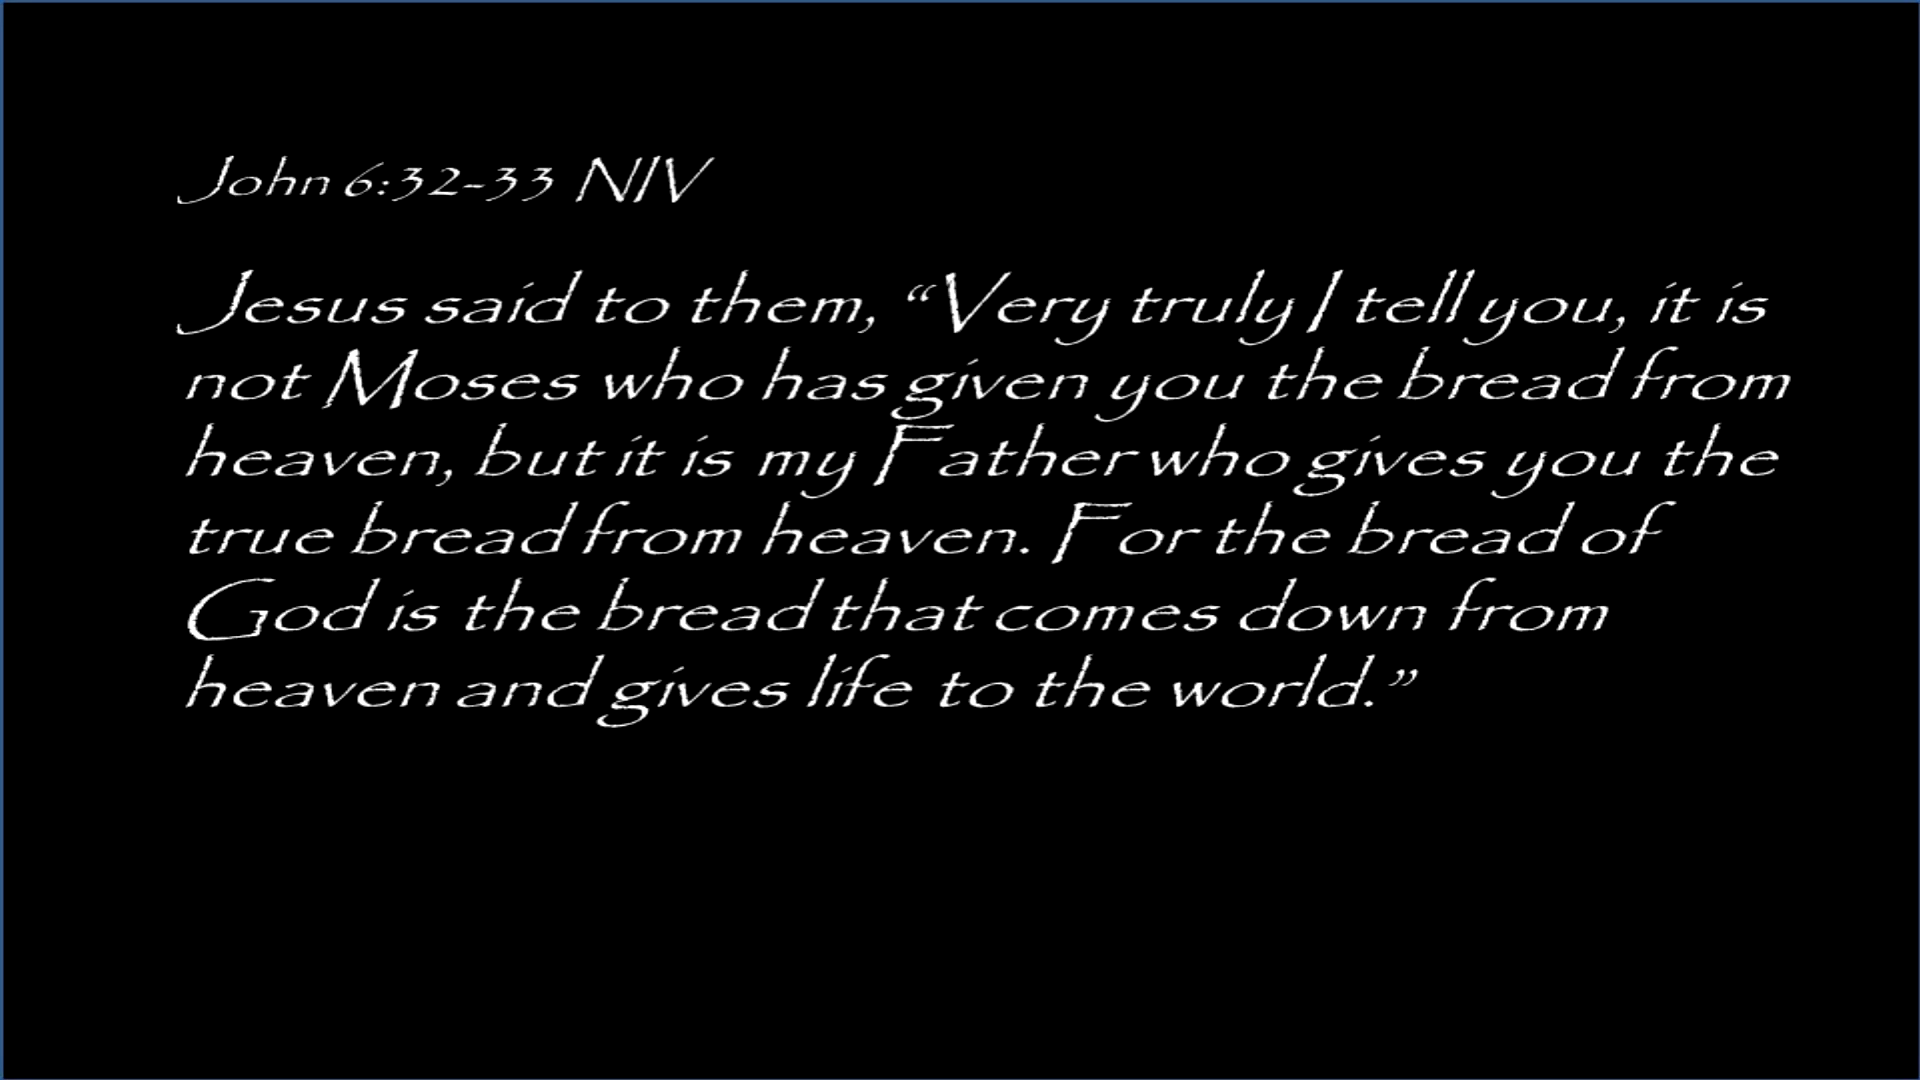 John 6:32-33 NIV
Jesus said to them, “Very truly I tell you, it is
not Moses who has given you the bread from
heaven, but it is my Father who gives you the
true bread from heaven. For the bread of
God is the bread that comes down from
heaven and gives life to the world.”